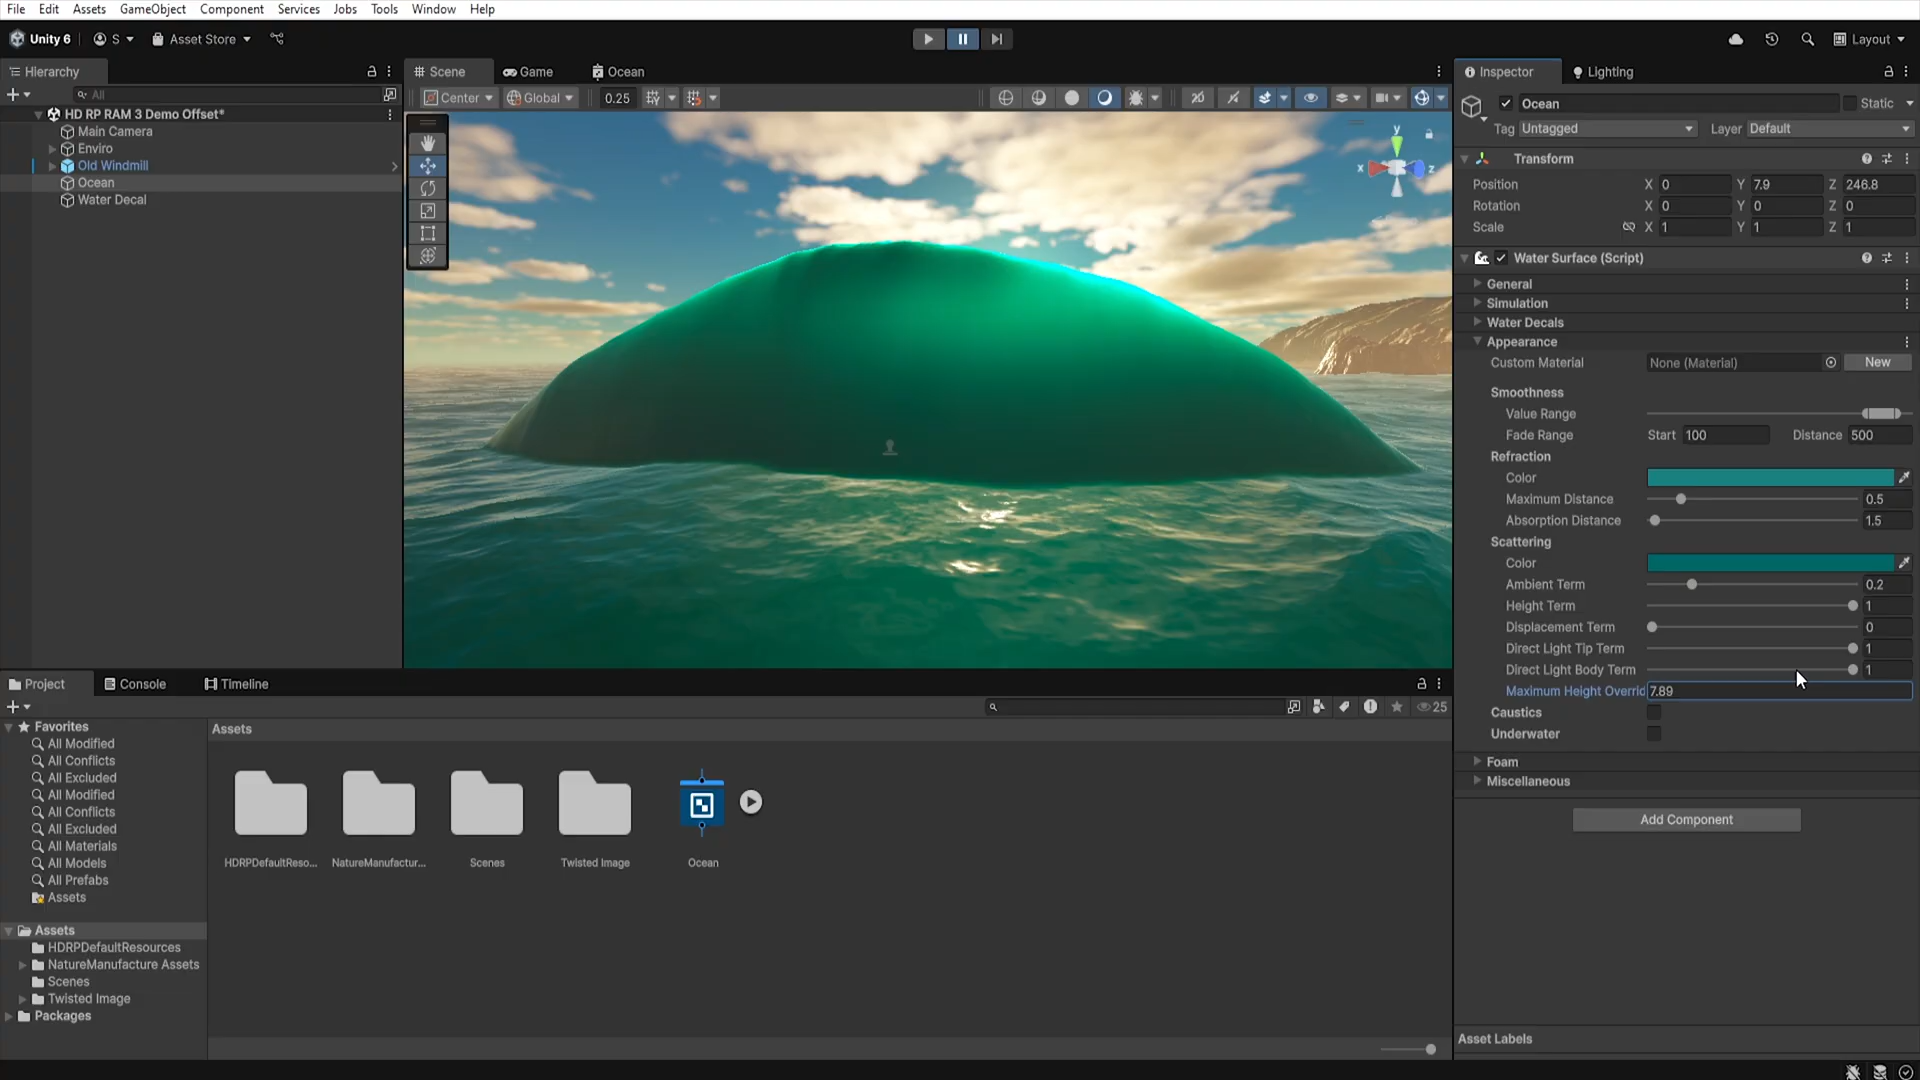 File Edit Assets GameObject Component Services Jobs Tools Window Help
Unity 6 S Asset Store Layout
Hierarchy
All
HD RP RAM 3 Demo Offset*
Main Camera
Enviro
Old Windmill
Ocean
Water Decal
Scene Game Ocean
Center Global 0.25 2D
y
x z
Inspector Lighting
Ocean Static
Tag Untagged Layer Default
Transform
Position X 0 Y 7.9 Z 246.8
Rotation X 0 Y 0 Z 0
Scale X 1 Y 1 Z 1
Water Surface (Script)
General
Simulation
Water Decals
Appearance
Custom Material None (Material) New
Smoothness
Value Range
Fade Range Start 100 Distance 500
Refraction
Color
Maximum Distance 0.5
Absorption Distance 1.5
Scattering
Color
Ambient Term 0.2
Height Term 1
Displacement Term 0
Direct Light Tip Term 1
Direct Light Body Term 1
Maximum Height Overrid 7.89
Caustics
Underwater
Foam
Miscellaneous
Add Component
Asset Labels
Project Console Timeline
25
Favorites
All Modified
All Conflicts
All Excluded
All Modified
All Conflicts
All Excluded
All Materials
All Models
All Prefabs
Assets
Assets
HDRPDefaultResources
NatureManufacture Assets
Scenes
Twisted Image
Packages
Assets
HDRPDefaultReso... NatureManufactur... Scenes Twisted Image Ocean